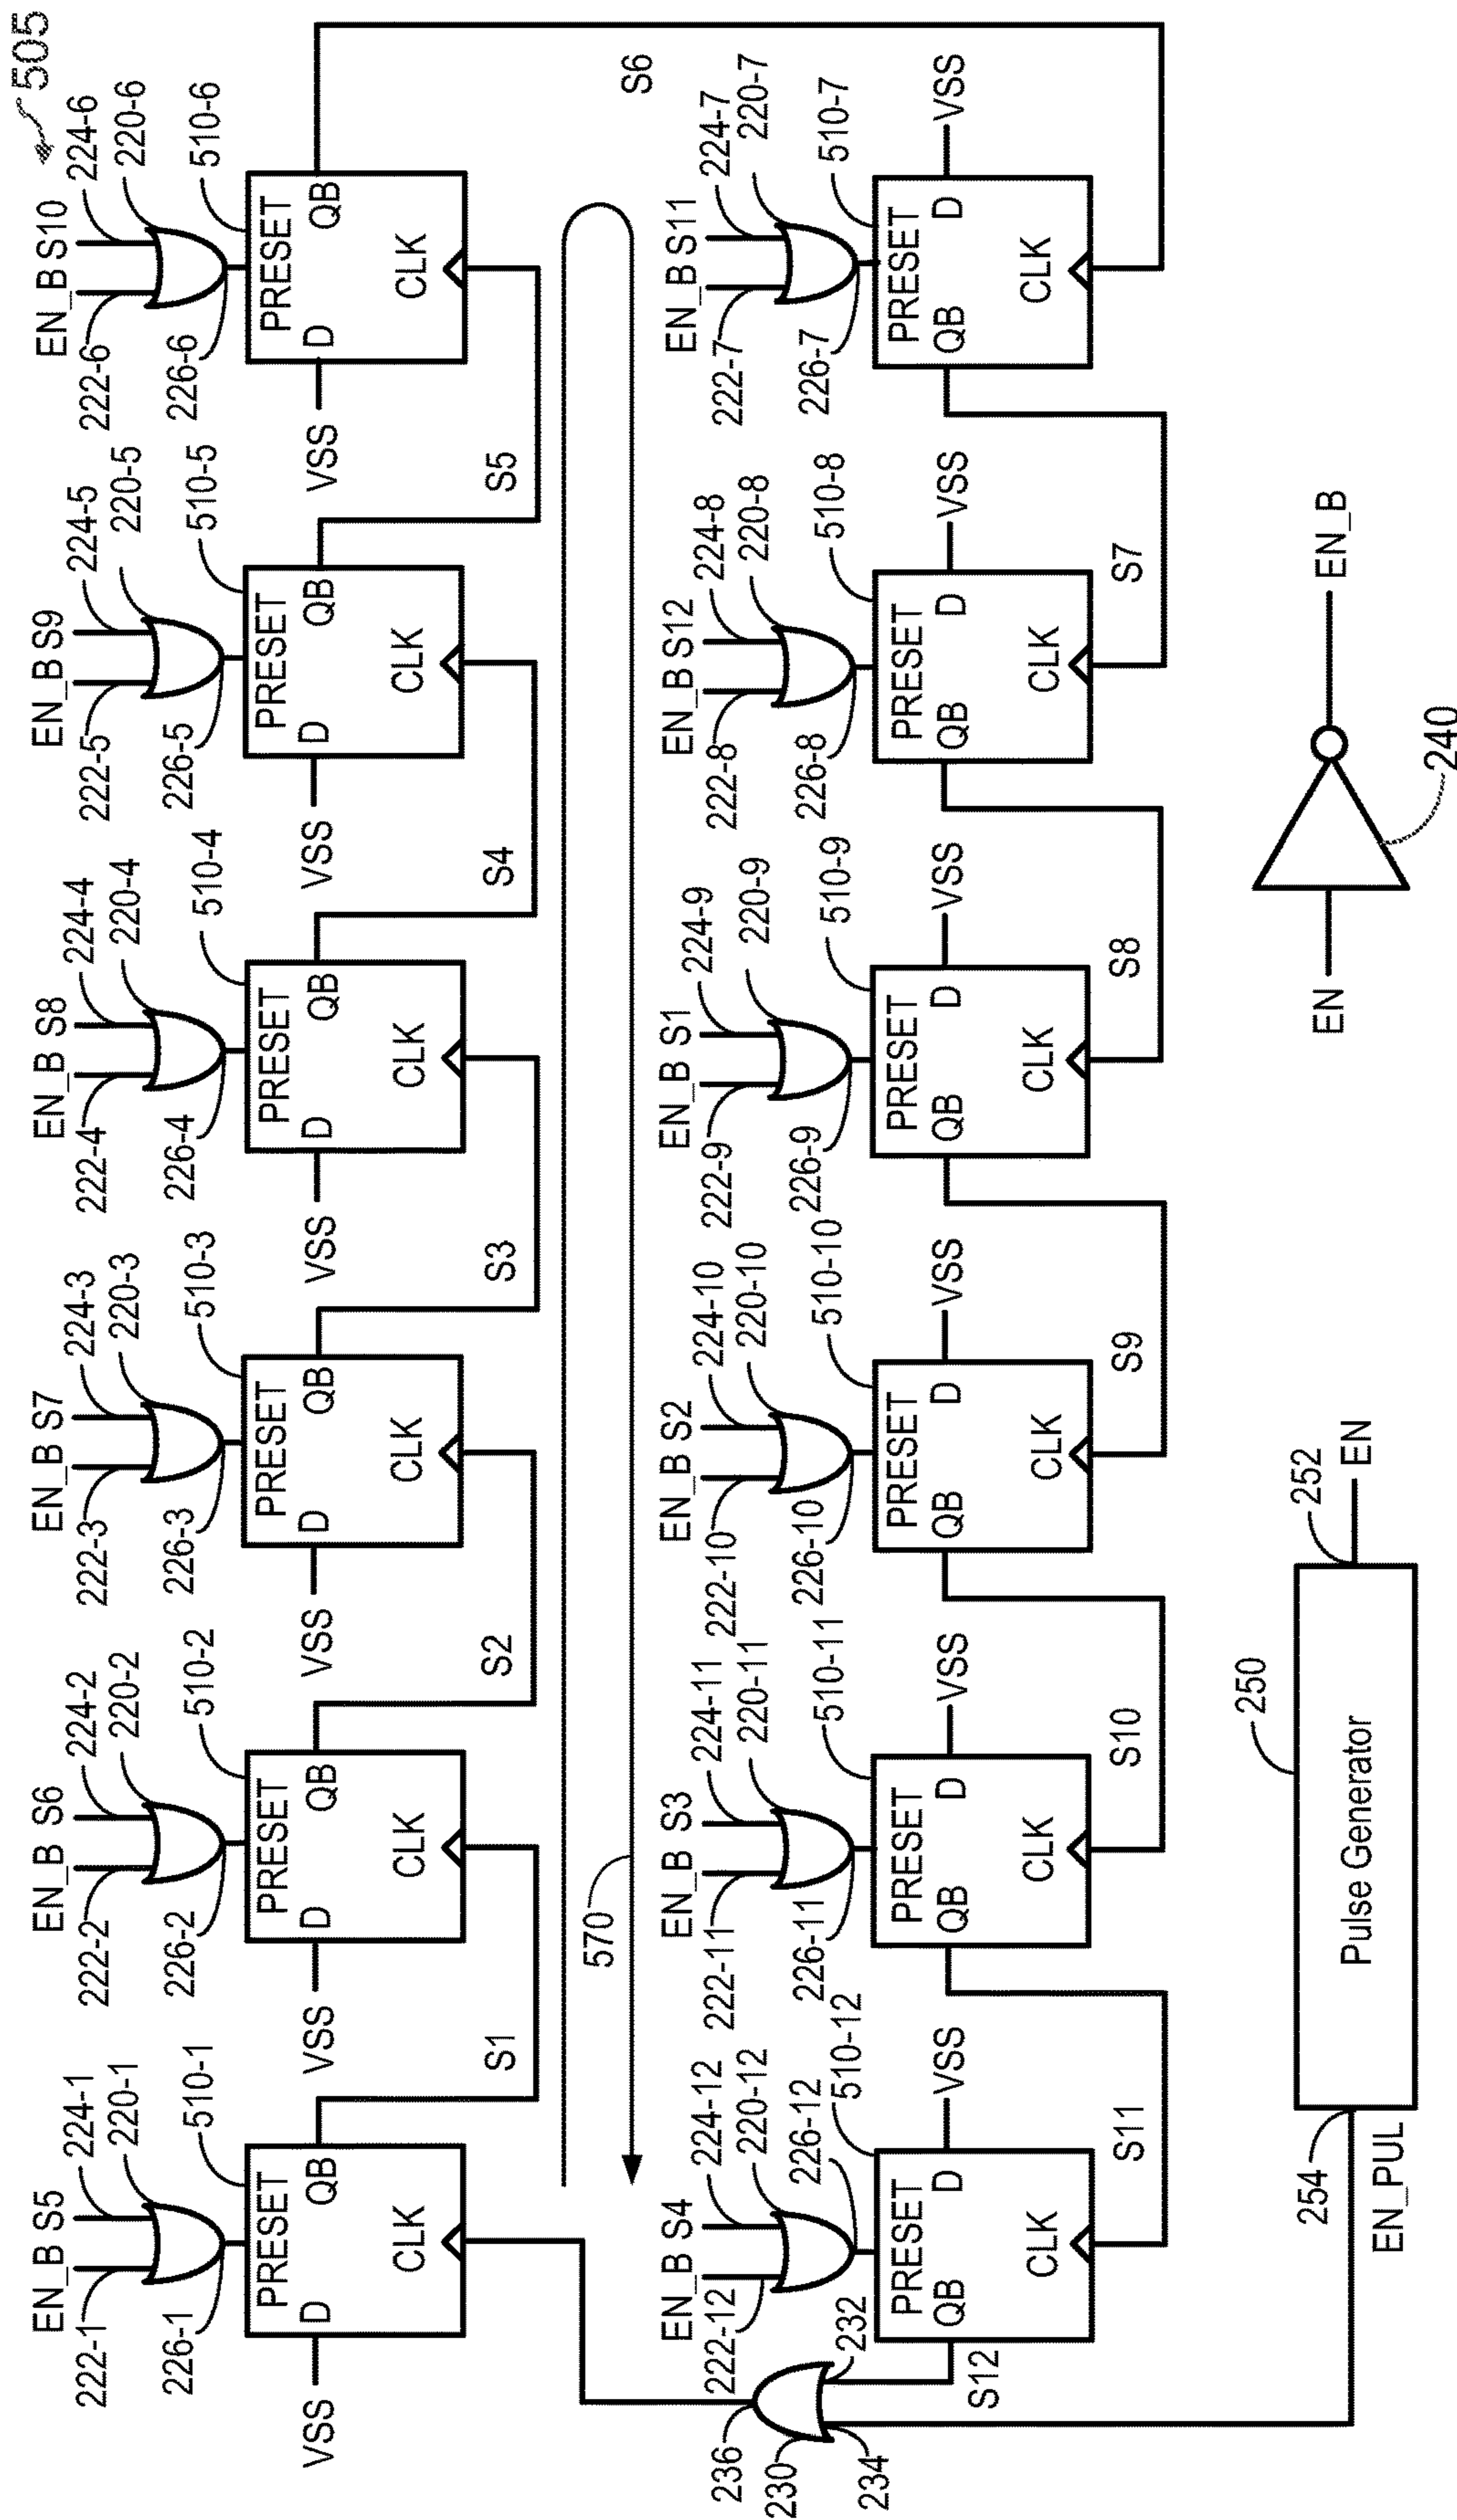 505
EN_B S5
224-1
220-1
222-1
226-1
510-1
PRESET
D
QB
CLK
VSS
S1
EN_B S6
224-2
220-2
222-2
226-2
510-2
PRESET
D
QB
CLK
VSS
S2
EN_B S7
224-3
220-3
222-3
226-3
510-3
PRESET
D
QB
CLK
VSS
S3
EN_B S8
224-4
220-4
222-4
226-4
510-4
PRESET
D
QB
CLK
VSS
S4
EN_B S9
224-5
220-5
222-5
226-5
510-5
PRESET
D
QB
CLK
VSS
S5
EN_B S10
224-6
220-6
222-6
226-6
510-6
PRESET
D
QB
CLK
VSS
S6
570
EN_B S4
224-12
220-12
222-12
226-12
510-12
PRESET
QB
D
CLK
VSS
S11
EN_B S3
224-11
220-11
222-11
226-11
510-11
PRESET
QB
D
CLK
VSS
S10
EN_B S2
224-10
220-10
222-10
226-10
510-10
PRESET
QB
D
CLK
VSS
S9
EN_B S1
224-9
220-9
222-9
226-9
510-9
PRESET
QB
D
CLK
VSS
S8
EN_B S12
224-8
220-8
222-8
226-8
510-8
PRESET
QB
D
CLK
VSS
S7
EN_B S11
224-7
220-7
222-7
226-7
510-7
PRESET
QB
D
CLK
VSS
236
230
234
232
S12
254
EN_PUL
250
Pulse Generator
252
EN
EN
240
EN_B